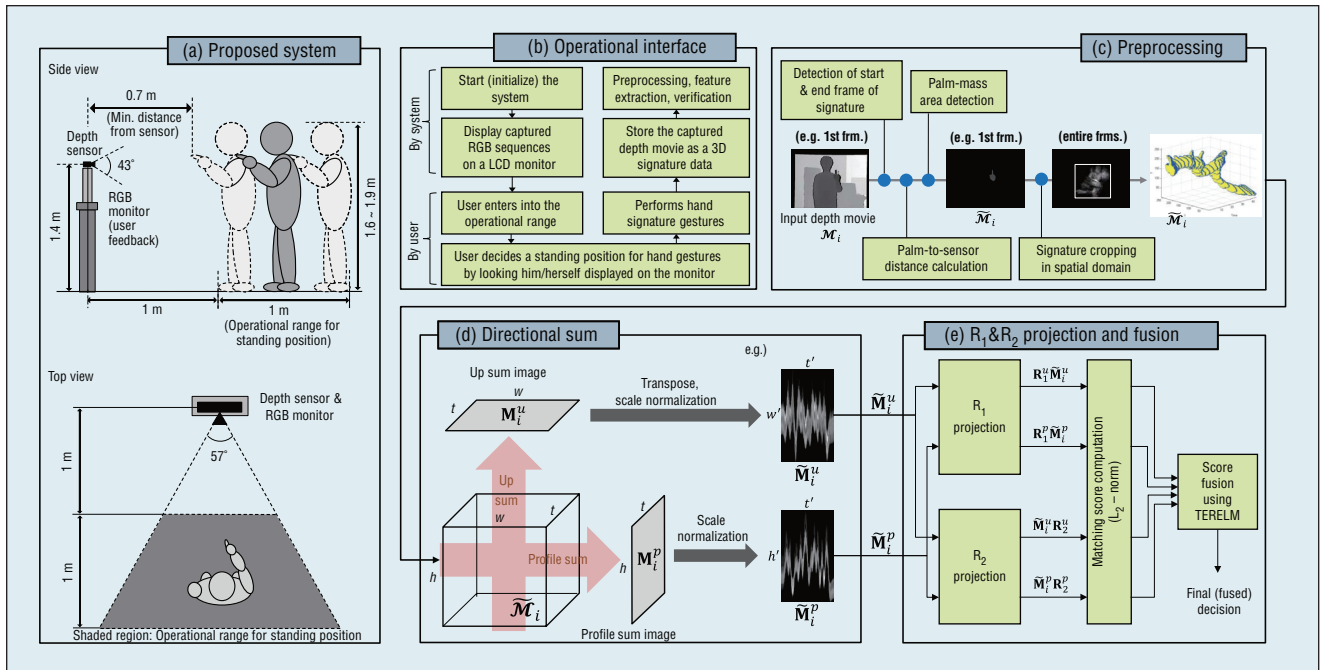 (a) Proposed system
Side view
0.7 m
(Min. distance
from sensor)
Depth
sensor
43°
RGB
monitor
(user
feedback)
1.4 m
1.6 ~ 1.9 m
1 m
1 m
(Operational range for
standing position)
Top view
Depth sensor &
RGB monitor
57°
1 m
1 m
Shaded region: Operational range for standing position
(b) Operational interface
By system
Start (initialize) the
system
Display captured
RGB sequences
on a LCD monitor
Preprocessing, feature
extraction, verification
Store the captured
depth movie as a 3D
signature data
By user
User enters into the
operational range
Performs hand
signature gestures
User decides a standing position for hand gestures
by looking him/herself displayed on the monitor
(c) Preprocessing
Detection of start
& end frame of
signature
Palm-mass
area detection
(e.g. 1st frm.)
(e.g. 1st frm.)
(entire frms.)
Input depth movie
𝓜ᵢ
𝓜̃ᵢ
𝓜̃ᵢ
Palm-to-sensor
distance calculation
Signature cropping
in spatial domain
(d) Directional sum
e.g.)
Up sum image
w
t
Mᵢᵘ
Transpose,
scale normalization
t′
w′
M̃ᵢᵘ
Up
sum
w
t
h
Profile sum
𝓜̃ᵢ
t
h
Mᵢᵖ
Profile sum image
Scale
normalization
t′
h′
M̃ᵢᵖ
M̃ᵢᵘ
M̃ᵢᵖ
(e) R₁&R₂ projection and fusion
R₁
projection
R₁ᵘM̃ᵢᵘ
R₁ᵖM̃ᵢᵖ
R₂
projection
M̃ᵢᵘR₂ᵘ
M̃ᵢᵖR₂ᵖ
Matching score computation
(L₂ – norm)
Score
fusion
using
TERELM
Final (fused)
decision